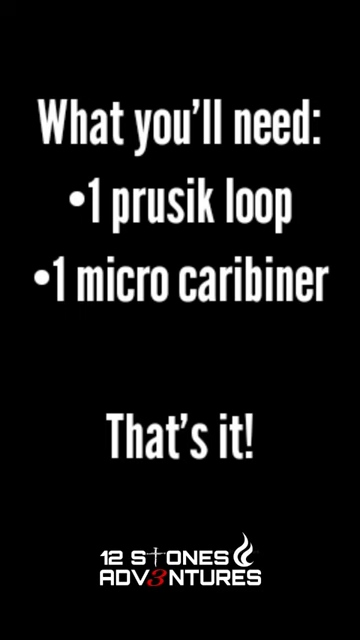 What you’ll need:
•1 prusik loop
•1 micro caribiner
That’s it!
12 STONES
ADV3NTURES